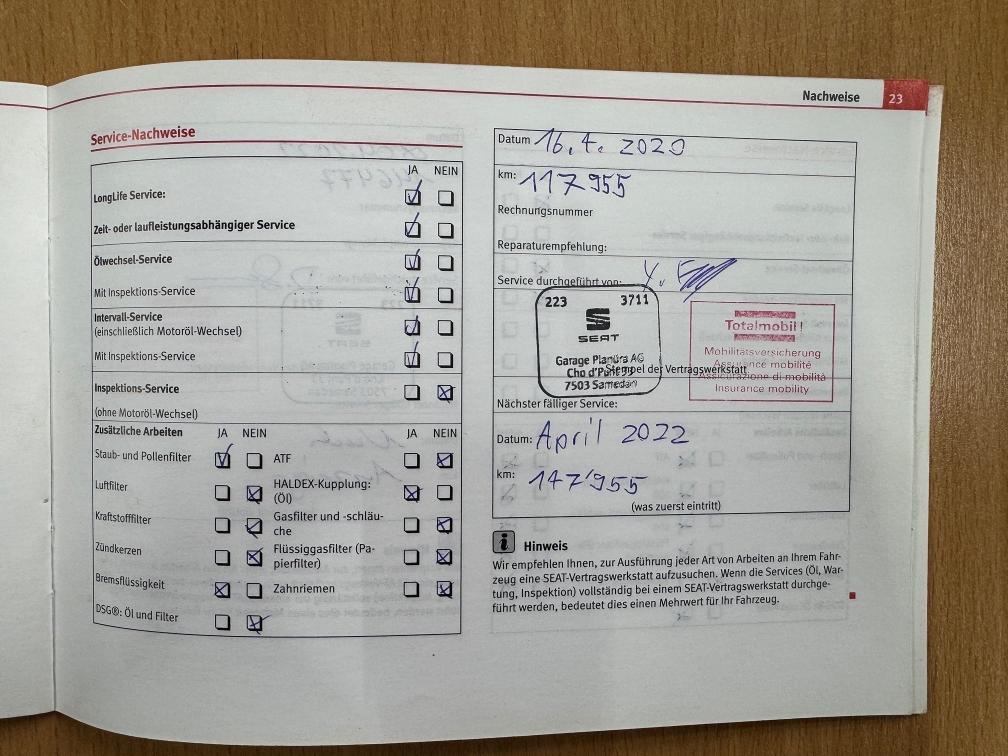 Nachweise 23
Service-Nachweise
JA NEIN
LongLife Service:
Zeit- oder laufleistungsabhängiger Service
Ölwechsel-Service
Mit Inspektions-Service
Intervall-Service
(einschließlich Motoröl-Wechsel)
Mit Inspektions-Service
Inspektions-Service
(ohne Motoröl-Wechsel)
Zusätzliche Arbeiten JA NEIN JA NEIN
Staub- und Pollenfilter ATF
Luftfilter HALDEX-Kupplung:
(Öl)
Kraftstofffilter Gasfilter und -schläu-
che
Zündkerzen Flüssiggasfilter (Pa-
pierfilter)
Bremsflüssigkeit Zahnriemen
DSG®: Öl und Filter
Datum 16.4. 2020
km: 117955
Rechnungsnummer
Reparaturempfehlung:
Service durchgeführt von:
223 3711
SEAT
Garage Planüra AG
7503 Samedan
Totalmobil!
Mobilitätsversicherung
Assurance mobilité
Assicurazione di mobilità
Insurance mobility
Stempel der Vertragswerkstatt
Nächster fälliger Service:
Datum: April 2022
km: 147'955
(was zuerst eintritt)
i Hinweis
Wir empfehlen Ihnen, zur Ausführung jeder Art von Arbeiten an Ihrem Fahr-
zeug eine SEAT-Vertragswerkstatt aufzusuchen. Wenn die Services (Öl, War-
tung, Inspektion) vollständig bei einem SEAT-Vertragswerkstatt durchge-
führt werden, bedeutet dies einen Mehrwert für Ihr Fahrzeug.